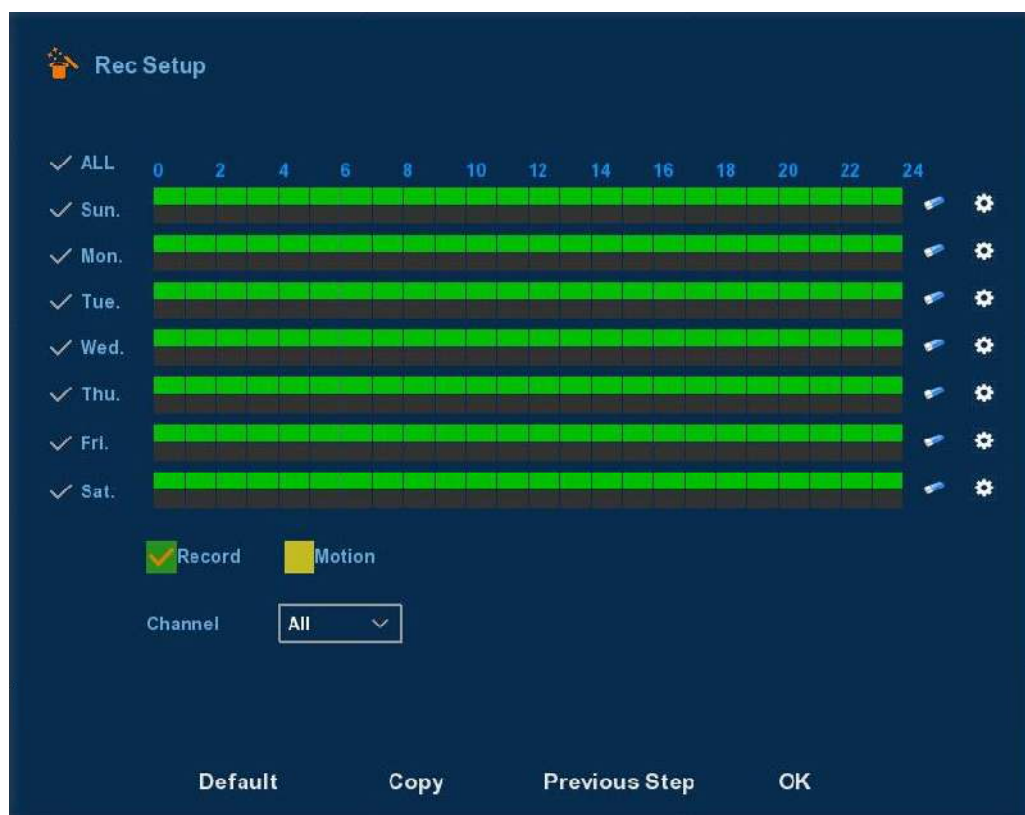 Rec Setup
ALL 0 2 4 6 8 10 12 14 16 18 20 22 24
Sun.
Mon.
Tue.
Wed.
Thu.
Fri.
Sat.
Record Motion
Channel All
Default Copy Previous Step OK